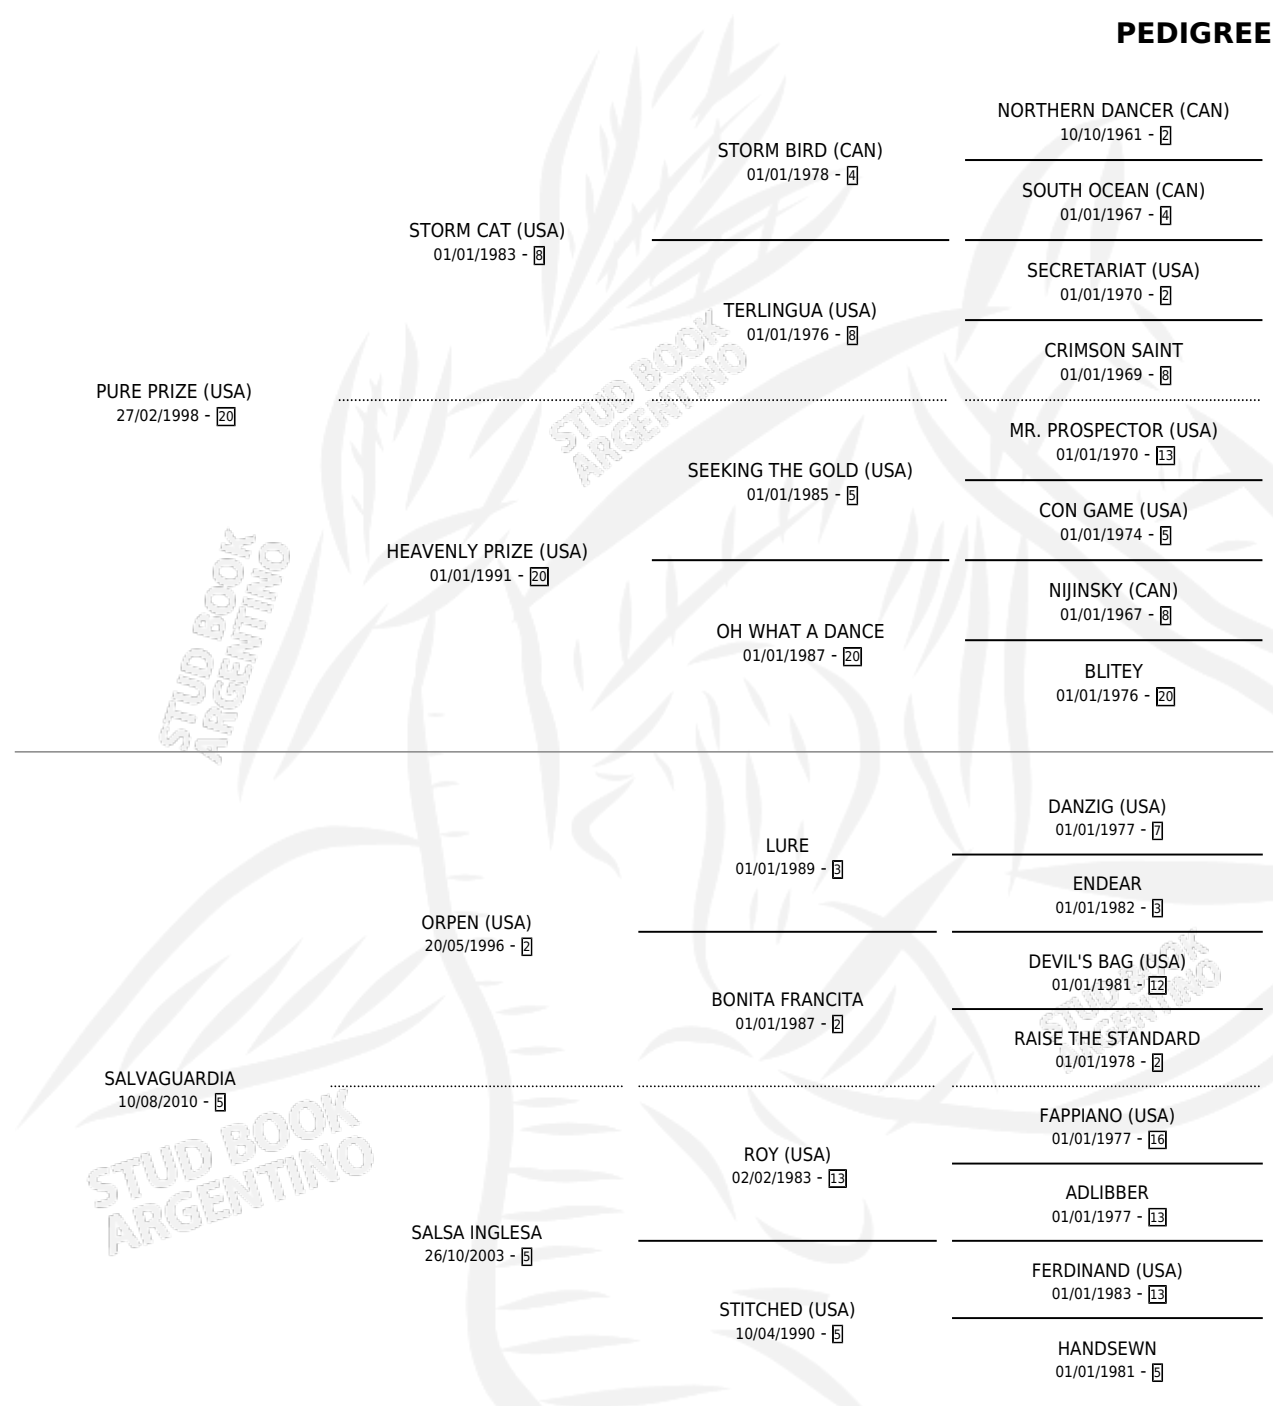 PEDIGREE
NORTHERN DANCER (CAN)
10/10/1961 - 2
STORM BIRD (CAN)
01/01/1978 - 4
SOUTH OCEAN (CAN)
01/01/1967 - 4
STORM CAT (USA)
01/01/1983 - 8
SECRETARIAT (USA)
01/01/1970 - 2
TERLINGUA (USA)
01/01/1976 - 8
CRIMSON SAINT
01/01/1969 - 8
PURE PRIZE (USA)
27/02/1998 - 20
MR. PROSPECTOR (USA)
01/01/1970 - 13
SEEKING THE GOLD (USA)
01/01/1985 - 5
CON GAME (USA)
01/01/1974 - 5
HEAVENLY PRIZE (USA)
01/01/1991 - 20
NIJINSKY (CAN)
01/01/1967 - 8
OH WHAT A DANCE
01/01/1987 - 20
BLITEY
01/01/1976 - 20
DANZIG (USA)
01/01/1977 - 7
LURE
01/01/1989 - 3
ENDEAR
01/01/1982 - 3
ORPEN (USA)
20/05/1996 - 2
DEVIL'S BAG (USA)
01/01/1981 - 12
BONITA FRANCITA
01/01/1987 - 2
RAISE THE STANDARD
01/01/1978 - 2
SALVAGUARDIA
10/08/2010 - 5
FAPPIANO (USA)
01/01/1977 - 16
ROY (USA)
02/02/1983 - 13
ADLIBBER
01/01/1977 - 13
SALSA INGLESA
26/10/2003 - 5
FERDINAND (USA)
01/01/1983 - 13
STITCHED (USA)
10/04/1990 - 5
HANDSEWN
01/01/1981 - 5
STUD BOOK
ARGENTINO
STUD BOOK
ARGENTINO
STUD BOOK
ARGENTINO
STUD BOOK
ARGENTINO